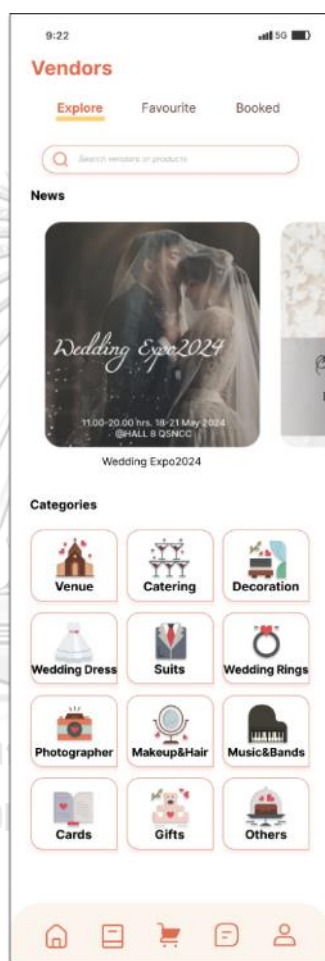 9:22
5G
Vendors
Explore Favourite Booked
Search vendors or products
News
Wedding Expo2024
11.00-20.00 hrs. 18-21 May 2024
@HALL 8 QSNCC
Wedding Expo2024
Categories
Venue Catering Decoration
Wedding Dress Suits Wedding Rings
Photographer Makeup&Hair Music&Bands
Cards Gifts Others